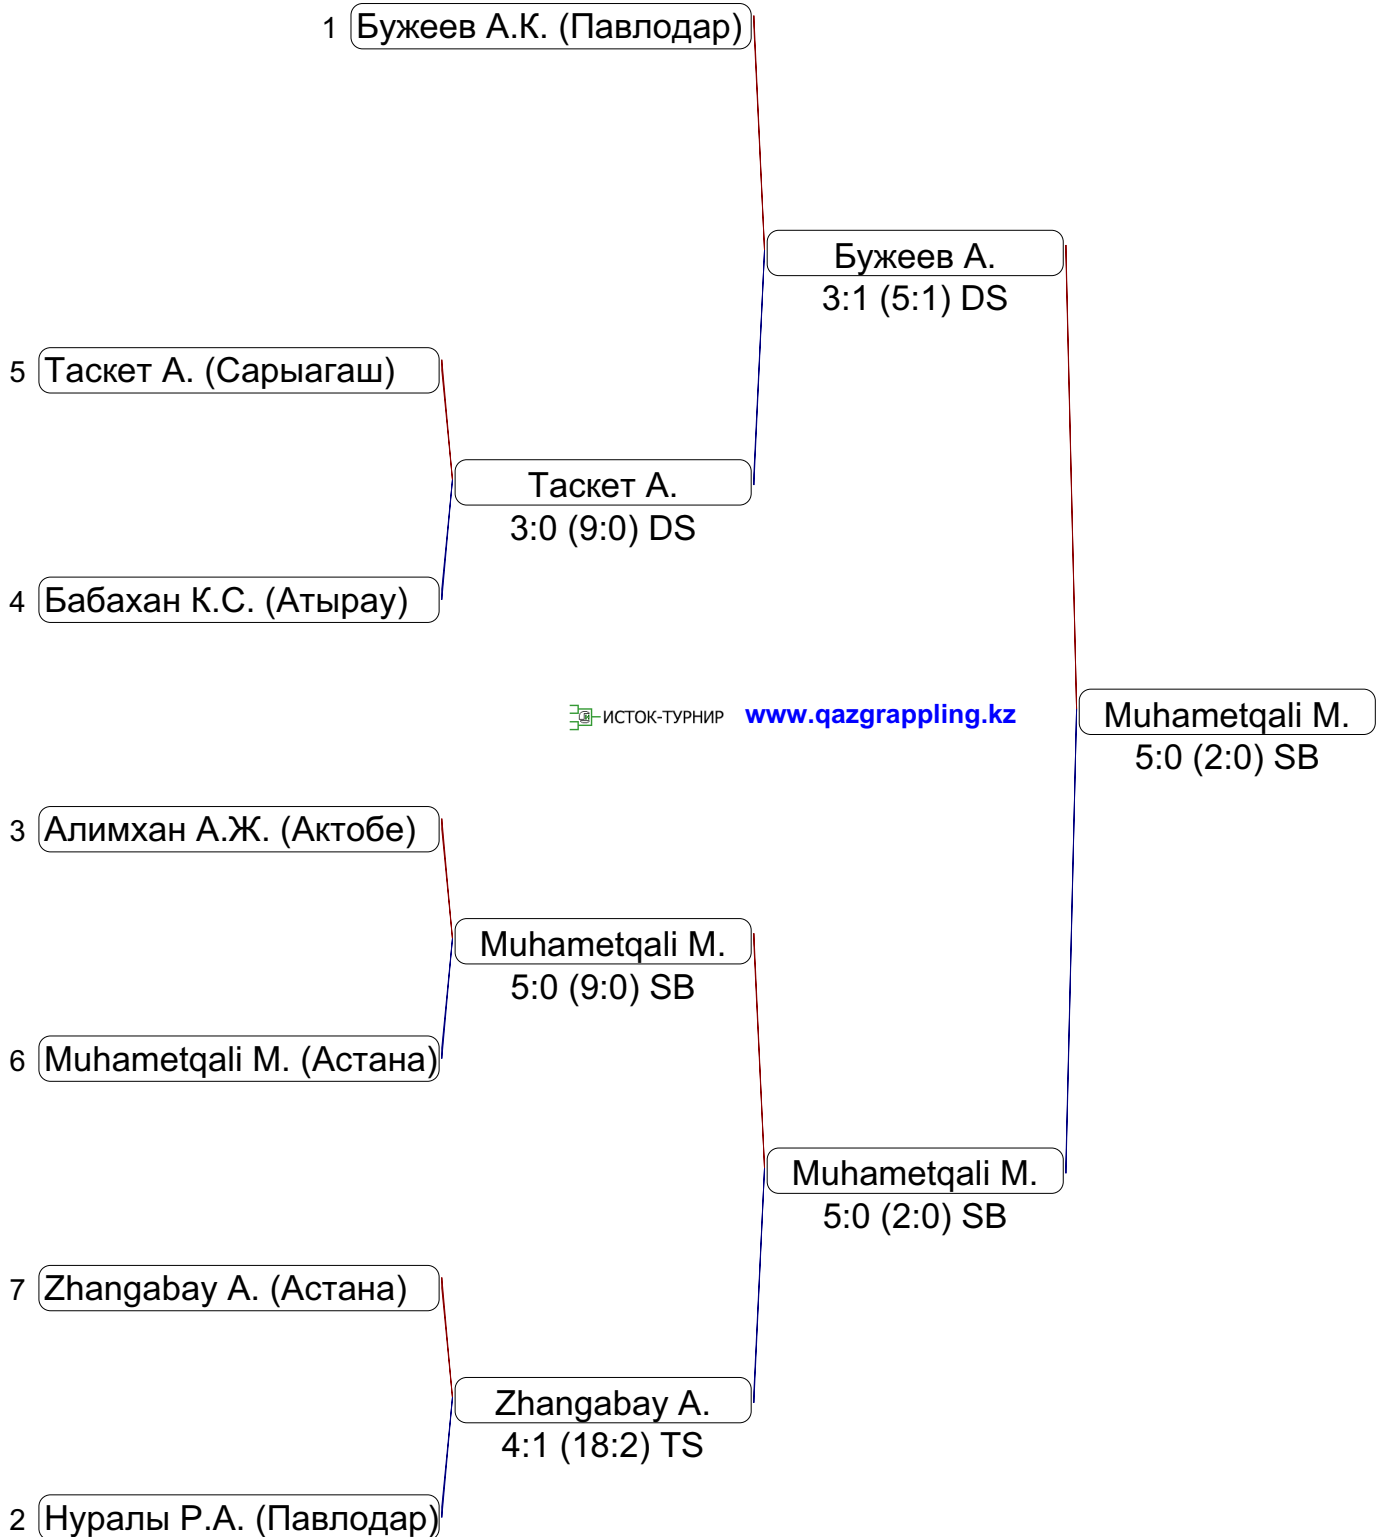 1 Бужеев А.К. (Павлодар)
Бужеев А.
3:1 (5:1) DS
5 Таскет А. (Сарыагаш)
Таскет А.
3:0 (9:0) DS
4 Бабахан К.С. (Атырау)
ИСТОК-ТУРНИР www.qazgrappling.kz
Muhametqali M.
5:0 (2:0) SB
3 Алимхан А.Ж. (Актобе)
Muhametqali M.
5:0 (9:0) SB
6 Muhametqali M. (Астана)
Muhametqali M.
5:0 (2:0) SB
7 Zhangabay A. (Астана)
Zhangabay A.
4:1 (18:2) TS
2 Нуралы Р.А. (Павлодар)